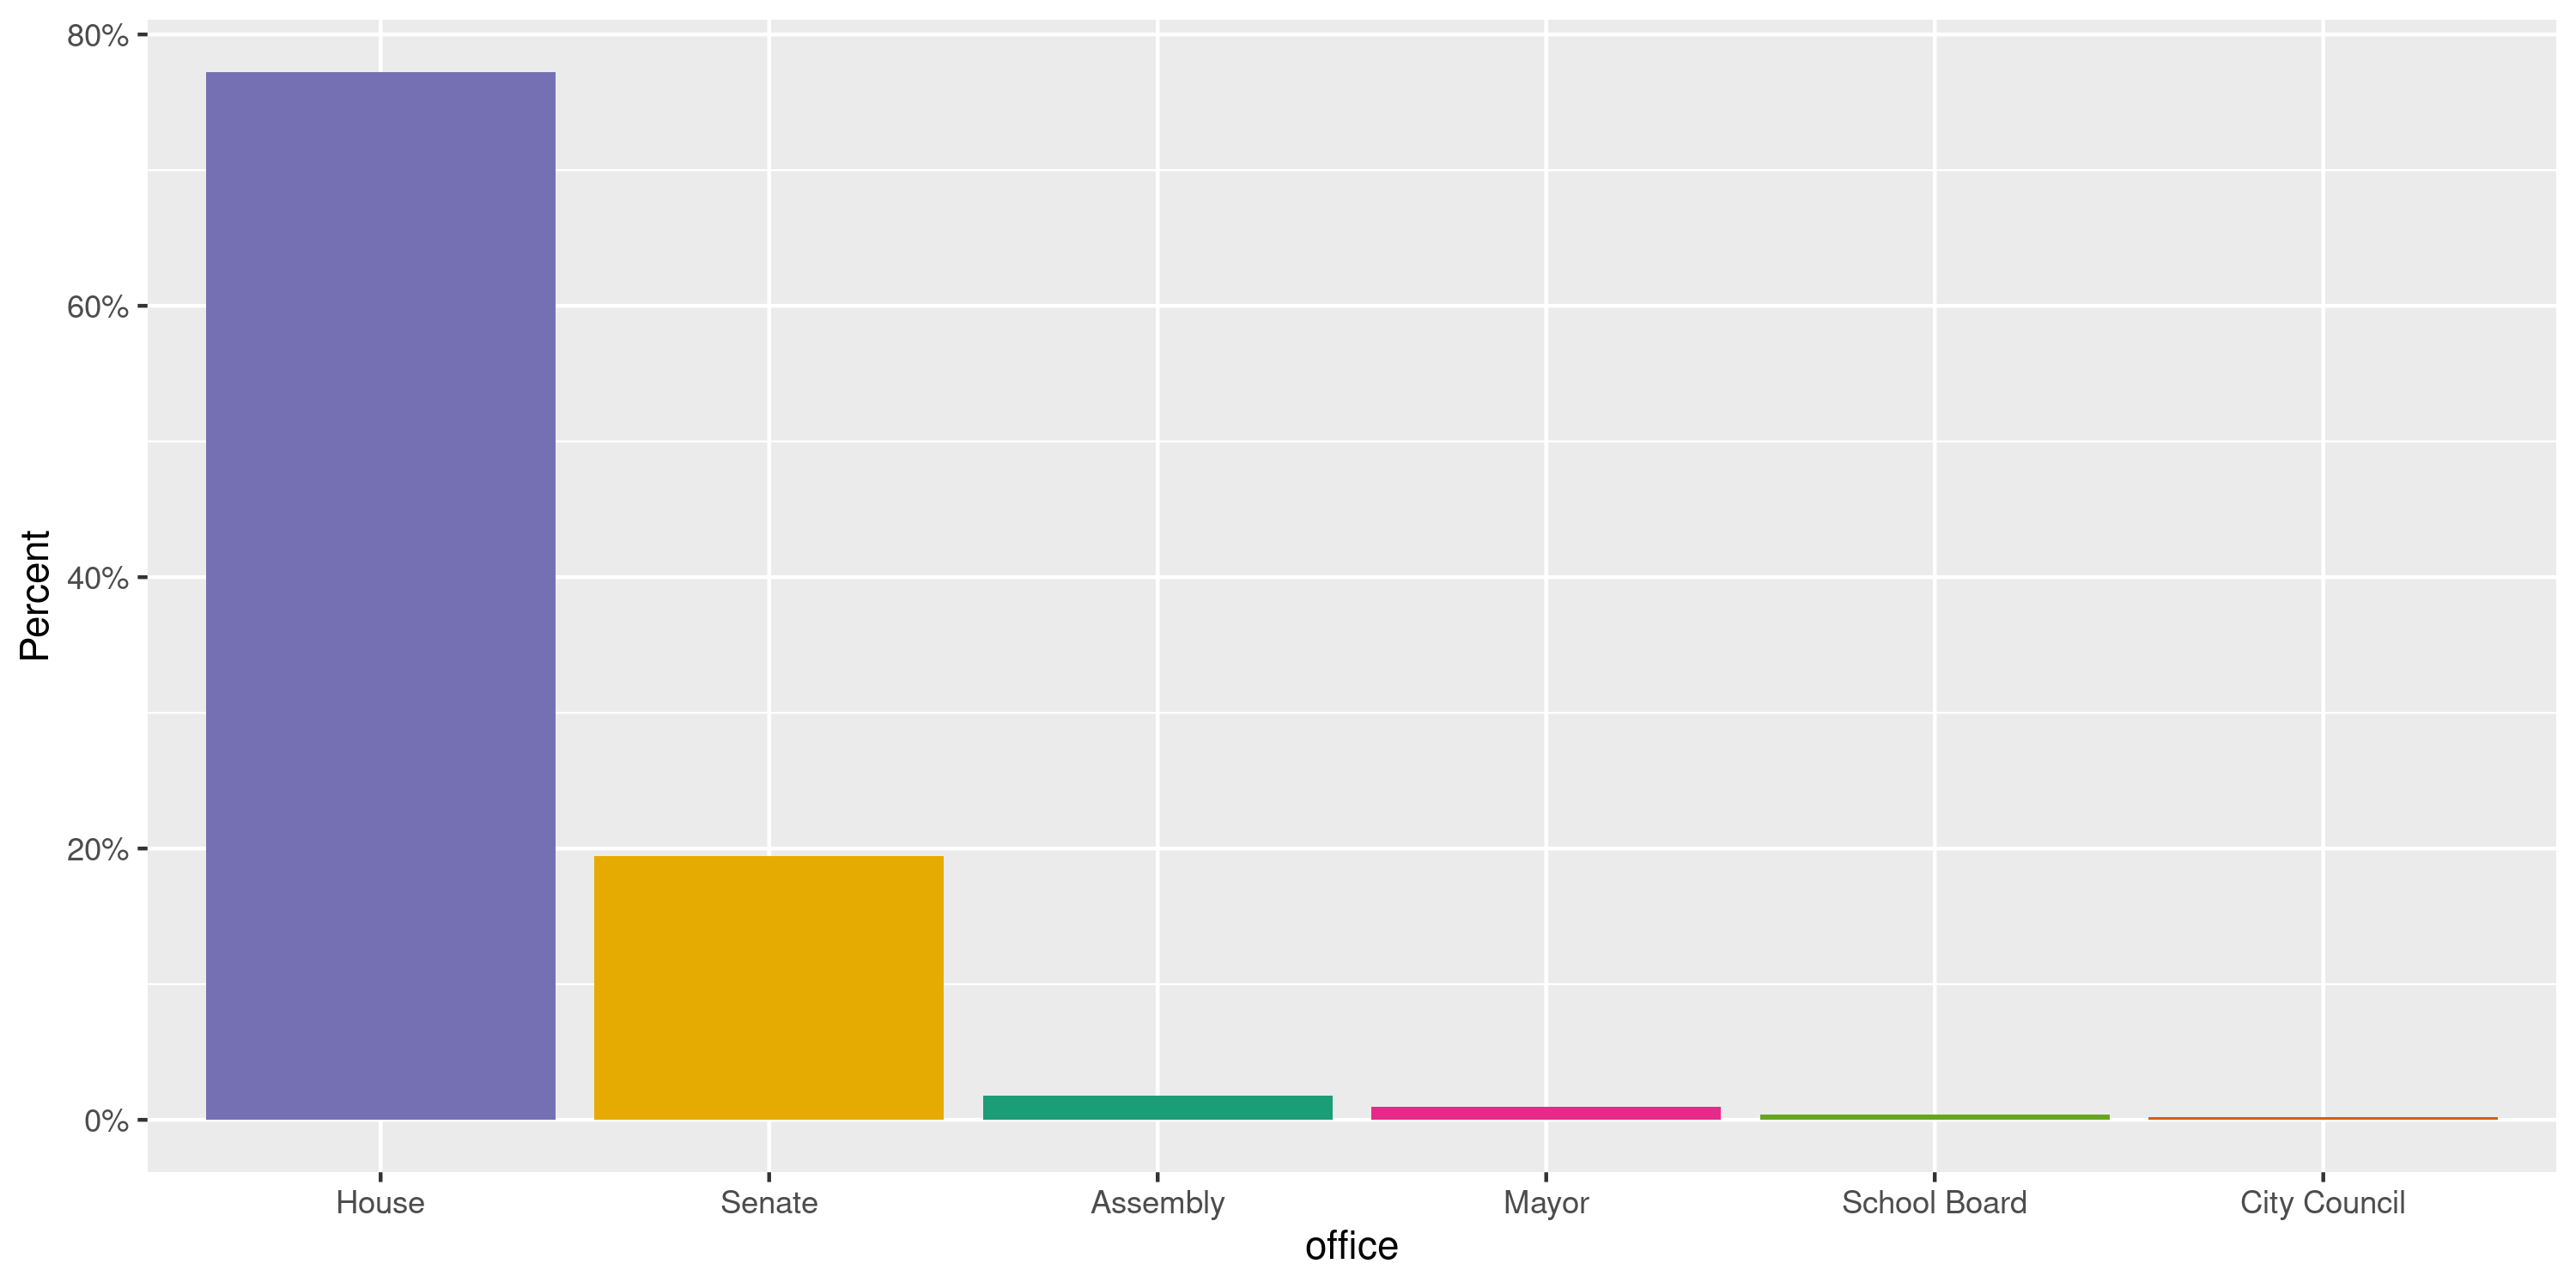 Percent
80%
60%
40%
20%
0%
House Senate Assembly Mayor School Board City Council
office